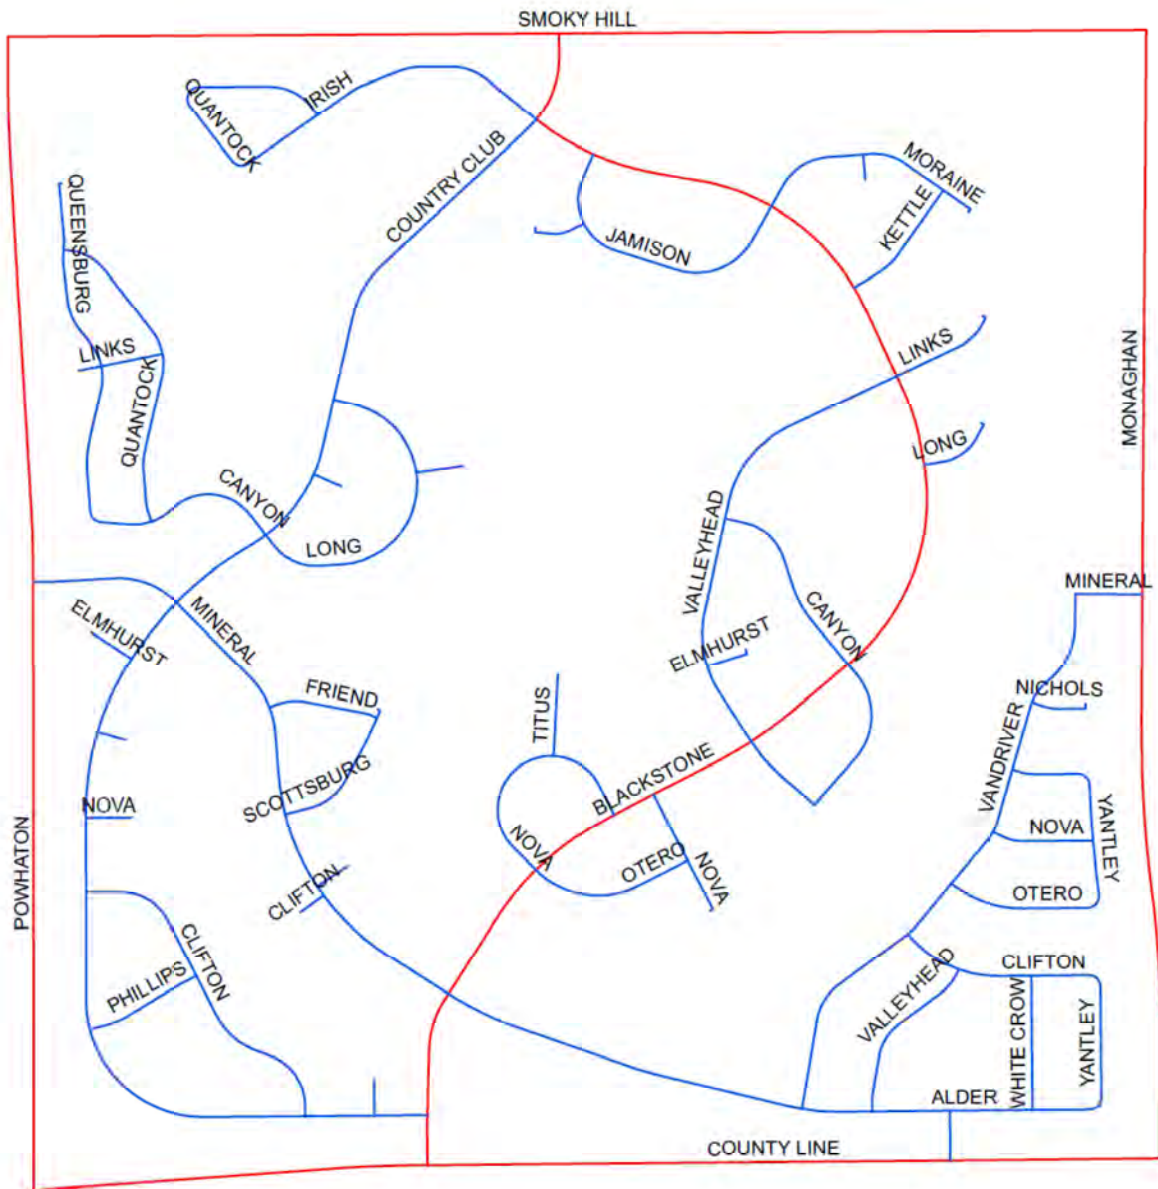 SMOKY HILL
QUANTOCK
IRISH
COUNTRY CLUB
MORAINE
KETTLE
JAMISON
QUEENSBURG
LINKS
QUANTOCK
LINKS
MONAGHAN
LONG
CANYON
LONG
VALLEYHEAD
MINERAL
ELMHURST
MINERAL
CANYON
ELMHURST
FRIEND
NICHOLS
TITUS
VANDRIVER
SCOTTSBURG
BLACKSTONE
NOVA
YANTLEY
NOVA
POWHATON
NOVA
OTERO
NOVA
CLIFTON
OTERO
CLIFTON
PHILLIPS
VALLEYHEAD
CLIFTON
WHITE CROW
YANTLEY
ALDER
COUNTY LINE